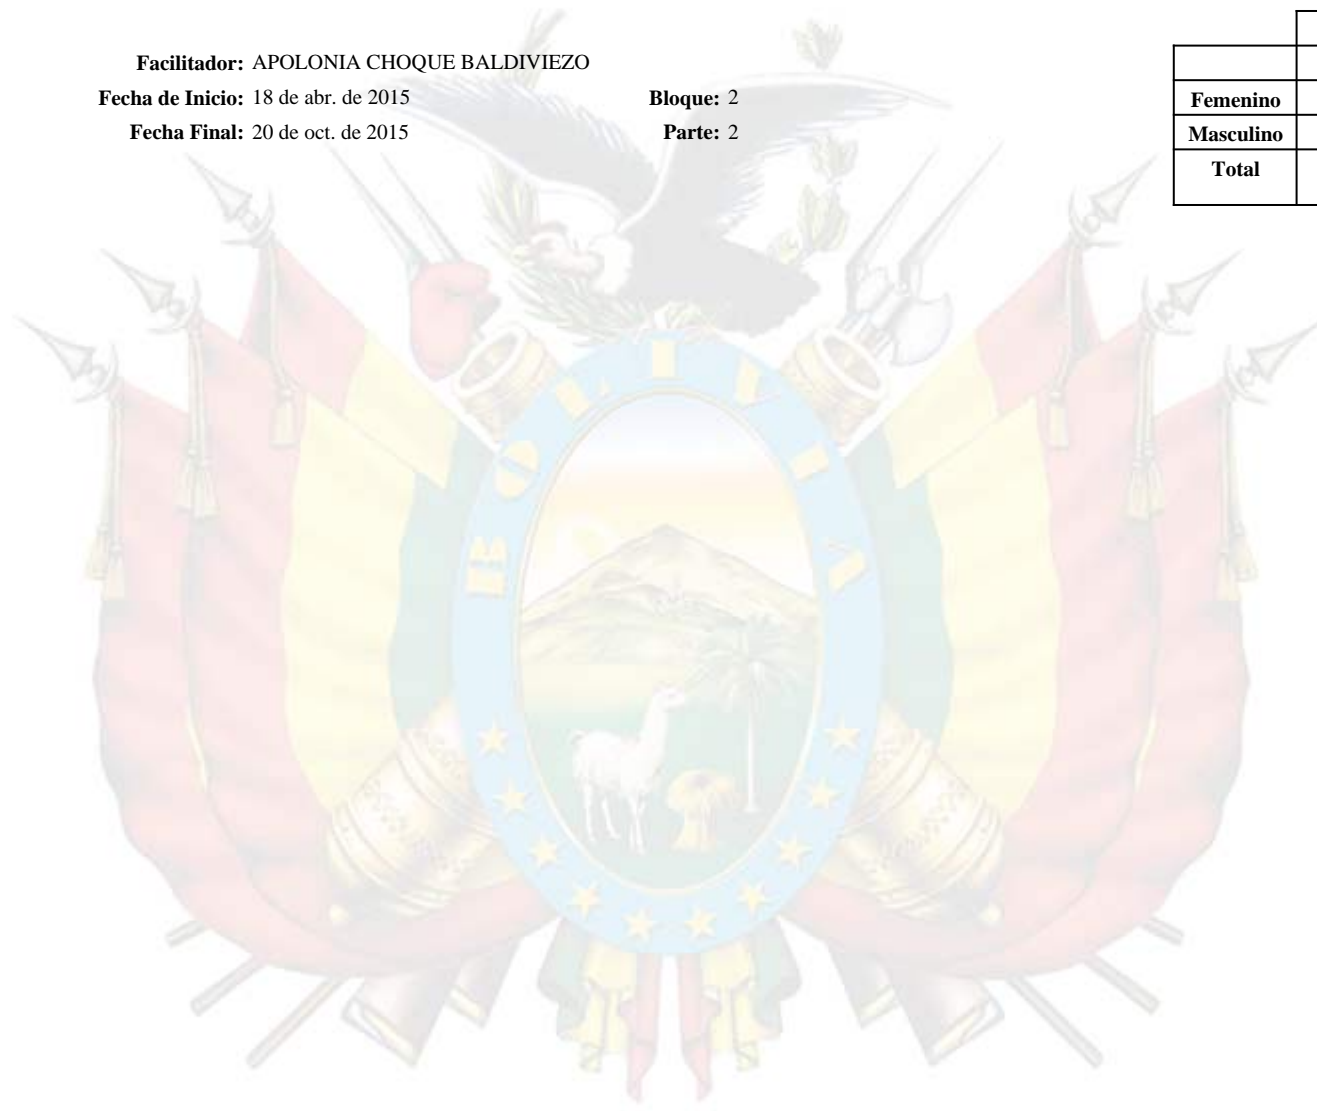 Facilitador: APOLONIA CHOQUE BALDIVIEZO
Fecha de Inicio: 18 de abr. de 2015 Bloque: 2
Fecha Final: 20 de oct. de 2015 Parte: 2
Femenino
Masculino
Total
BOLIVIA